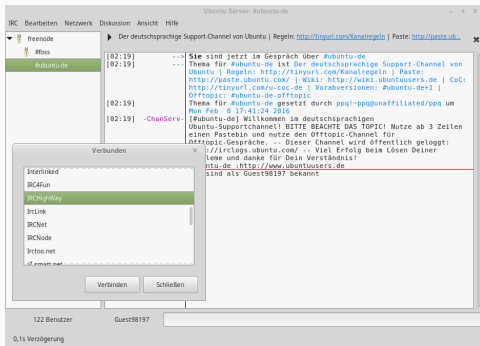 Ubuntu Server: #ubuntu-de
IRC Bearbeiten Netzwerk Diskussion Ansicht Hilfe
freenode
#foss
#ubuntu-de
Der deutschsprachige Support-Channel von Ubuntu | Regeln: http://tinyurl.com/Kanalregeln | Paste: http://paste.ub...
[02:19] --> Sie sind jetzt im Gespräch über #ubuntu-de
[02:19] --- Thema für #ubuntu-de ist Der deutschsprachige Support-Channel von
Ubuntu | Regeln: http://tinyurl.com/Kanalregeln | Paste:
http://paste.ubuntu.com/ | Wiki: http://wiki.ubuntuusers.de | CoC:
http://tinyurl.com/u-coc-de | Vorabversionen: #ubuntu-de+1 |
Offtopic: #ubuntu-de-offtopic
[02:19] --- Thema für #ubuntu-de gesetzt durch ppq!~ppq@unaffiliated/ppq um
Mon Feb 8 17:41:24 2016
[02:19] -ChanServ- [#ubuntu-de] Willkommen im deutschsprachigen
Ubuntu-Supportchannel! BITTE BEACHTE DAS TOPIC! Nutze ab 3 Zeilen
einen Pastebin und nutze den Offtopic-Channel für
Offtopic-Gespräche. -- Dieser Channel wird öffentlich geloggt:
://irclogs.ubuntu.com/ -- Viel Erfolg beim Lösen Deiner
leme und danke für Dein Verständnis!
ntu-de :http://www.ubuntuusers.de
sind als Guest98197 bekannt
Verbunden
Interlinked
IRC4Fun
IRCHighWay
IrcLink
IRCNet
IRCNode
Irctoo.net
Verbinden
Schließen
122 Benutzer
Guest98197
0,1s Verzögerung